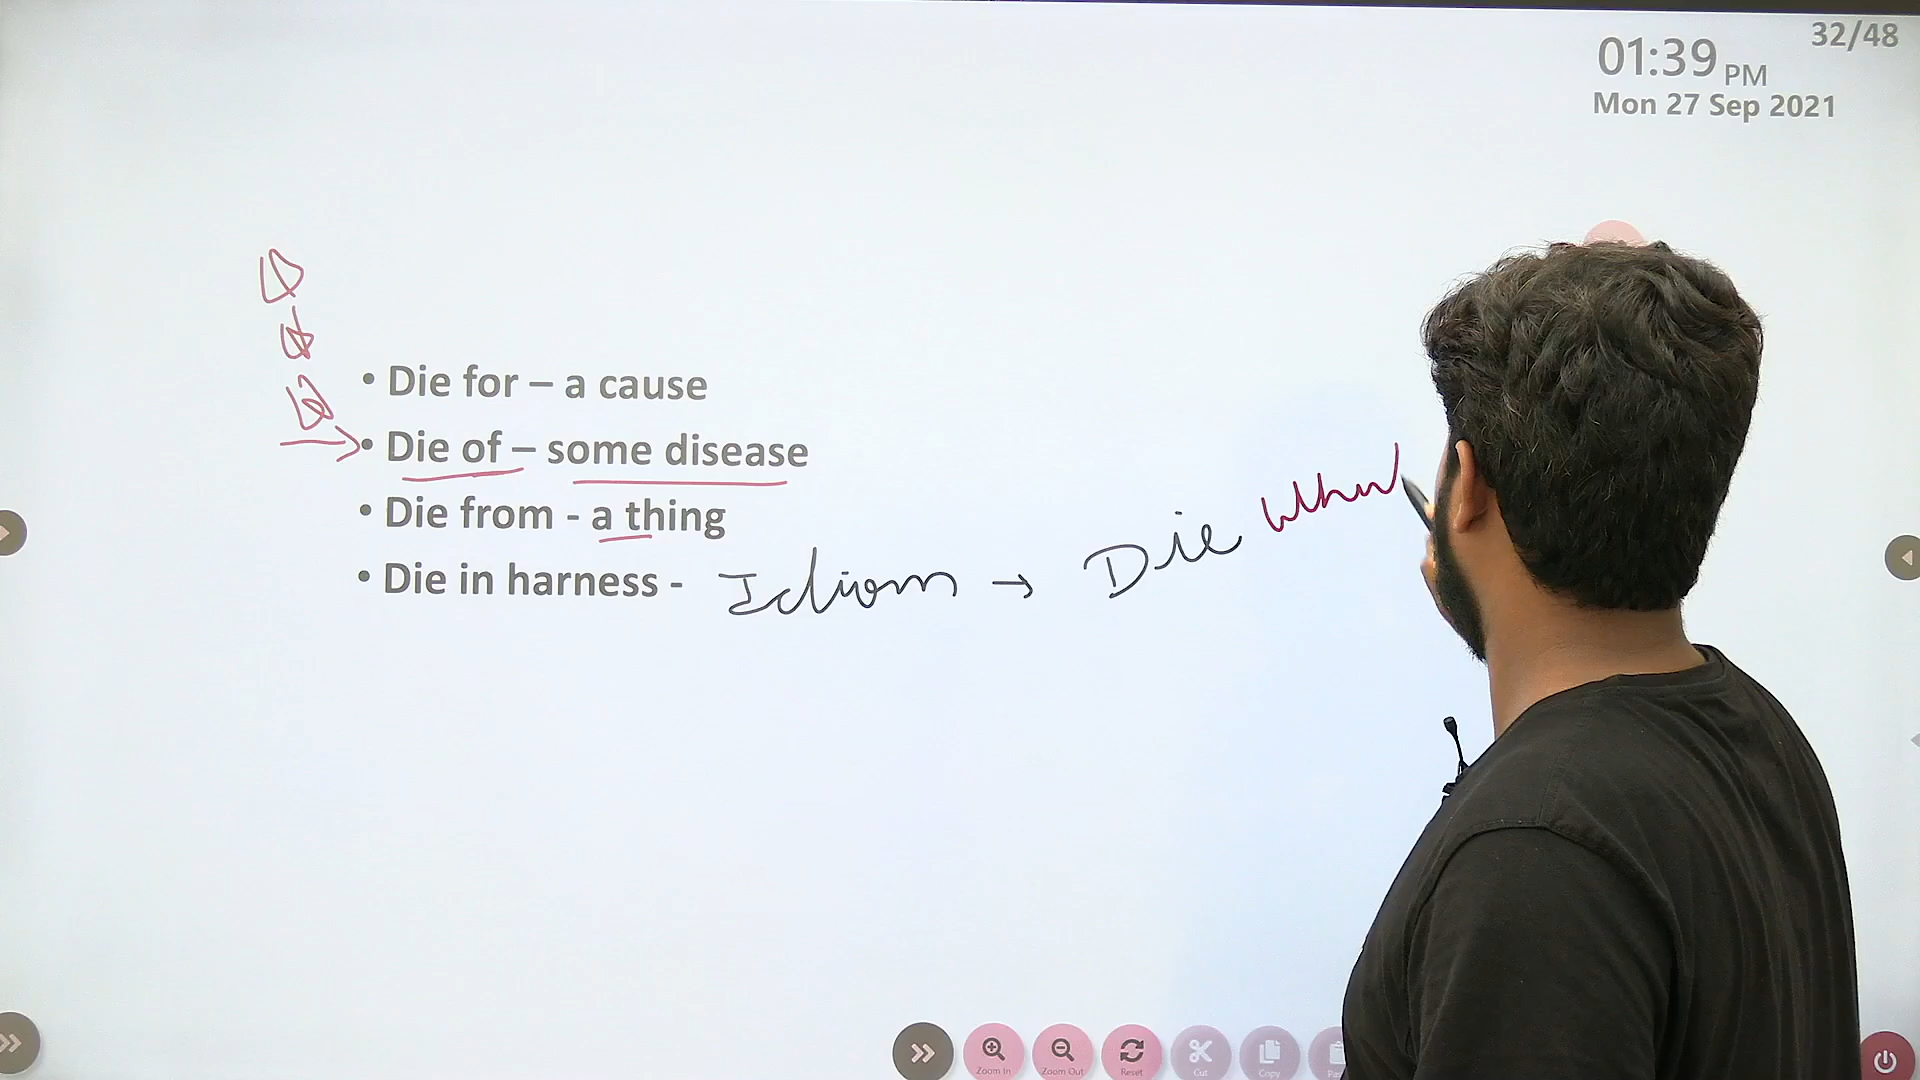 32/48
01:39 PM
Mon 27 Sep 2021
• Die for – a cause
• Die of – some disease
• Die from - a thing
• Die in harness - Idiom → Die
Zoom In Zoom Out Reset Cut Copy